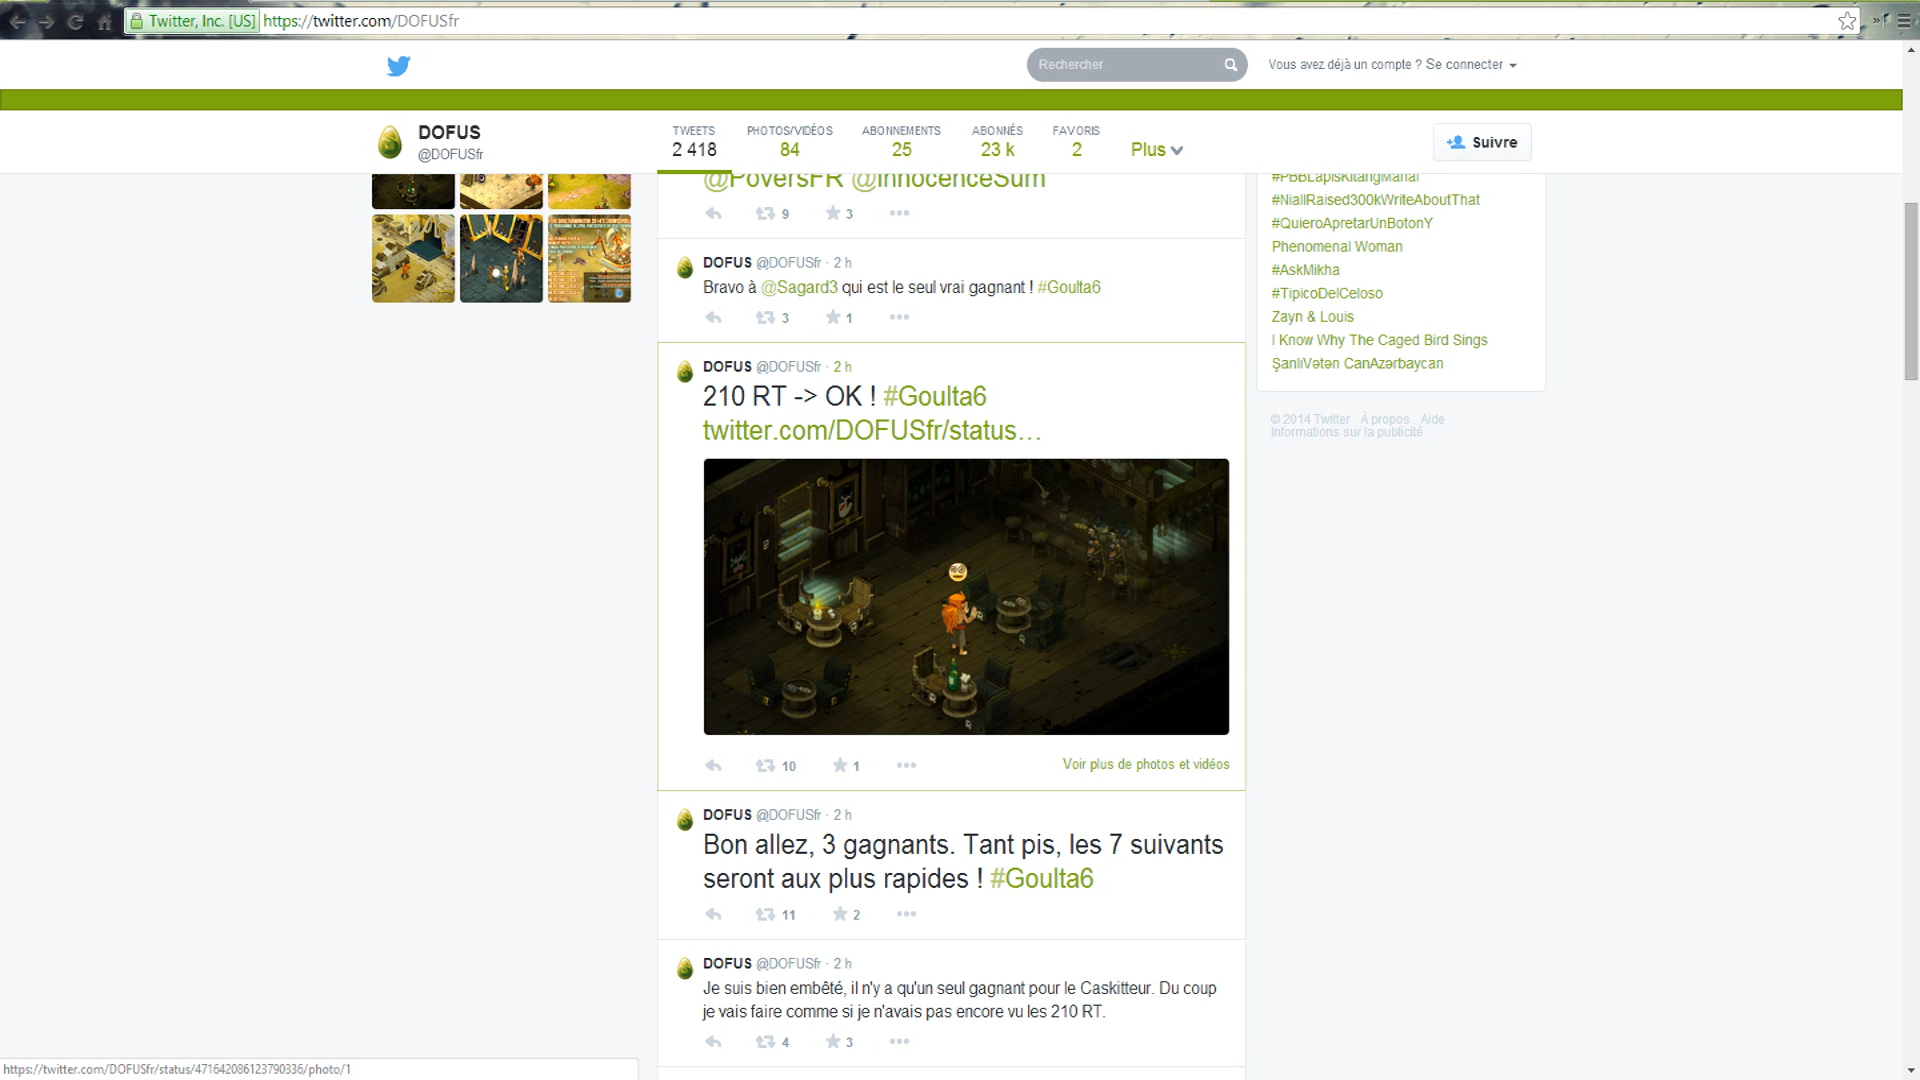 Twitter, Inc. [US] https://twitter.com/DOFUSfr
Rechercher
Vous avez déjà un compte ? Se connecter
DOFUS
@DOFUSfr
TWEETS
2 418
PHOTOS/VIDÉOS
84
ABONNEMENTS
25
ABONNÉS
23 k
FAVORIS
2
Plus
Suivre
@PoversFR @InnocenceSum
9
3
DOFUS @DOFUSfr · 2 h
Bravo à @Sagard3 qui est le seul vrai gagnant ! #Goulta6
3
1
DOFUS @DOFUSfr · 2 h
210 RT -> OK ! #Goulta6
twitter.com/DOFUSfr/status…
10
1
Voir plus de photos et vidéos
DOFUS @DOFUSfr · 2 h
Bon allez, 3 gagnants. Tant pis, les 7 suivants
seront aux plus rapides ! #Goulta6
11
2
DOFUS @DOFUSfr · 2 h
Je suis bien embêté, il n'y a qu'un seul gagnant pour le Caskitteur. Du coup
je vais faire comme si je n'avais pas encore vu les 210 RT.
4
3
#PBBLapisKitangMahal
#NiallRaised300kWriteAboutThat
#QuieroApretarUnBotonY
Phenomenal Woman
#AskMikha
#TipicoDelCeloso
Zayn & Louis
I Know Why The Caged Bird Sings
ŞanlıVətən CanAzərbaycan
© 2014 Twitter À propos Aide
Informations sur la publicité
https://twitter.com/DOFUSfr/status/471642086123790336/photo/1